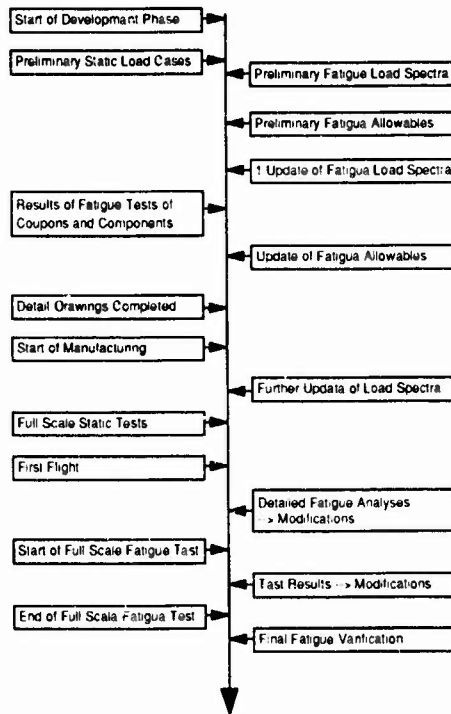 Start of Development Phase
Preliminary Static Load Cases
Preliminary Fatigue Load Spectra
Preliminary Fatigua Allowables
1 Update of Fatigua Load Spectra
Results of Fatigue Tests of
Coupons and Components
Update of Fatigua Allowables
Detail Drawings Completed
Start of Manufacturing
Further Updata of Load Spectra
Full Scale Static Tests
First Flight
Detailed Fatigue Analyses
--> Modifications
Start of Full Scale Fatigue Tast
Tast Results --> Modifications
End of Full Scala Fatigua Test
Final Fatigue Vanfication